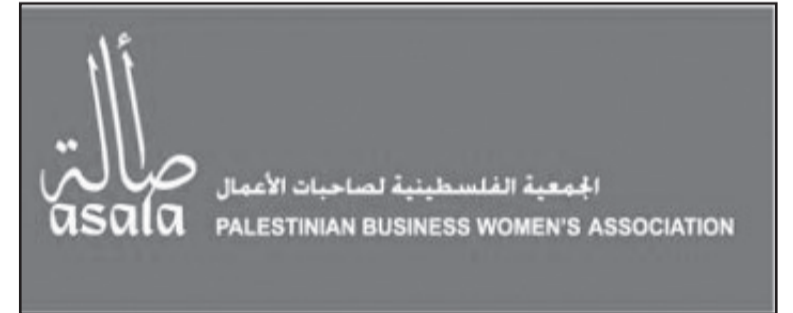 أصالة
asala
الجمعية الفلسطينية لصاحبات الأعمال
PALESTINIAN BUSINESS WOMEN'S ASSOCIATION